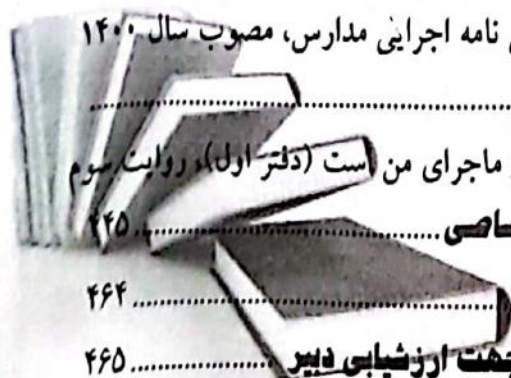 نامه اجرایی مدارس، مصوب سال ۱۴۰۰
ماجرای من است (دفتر اول)، روایت سوم
۴۴۵
۴۶۴
جهت ارزشیابی دبیر ۴۶۵